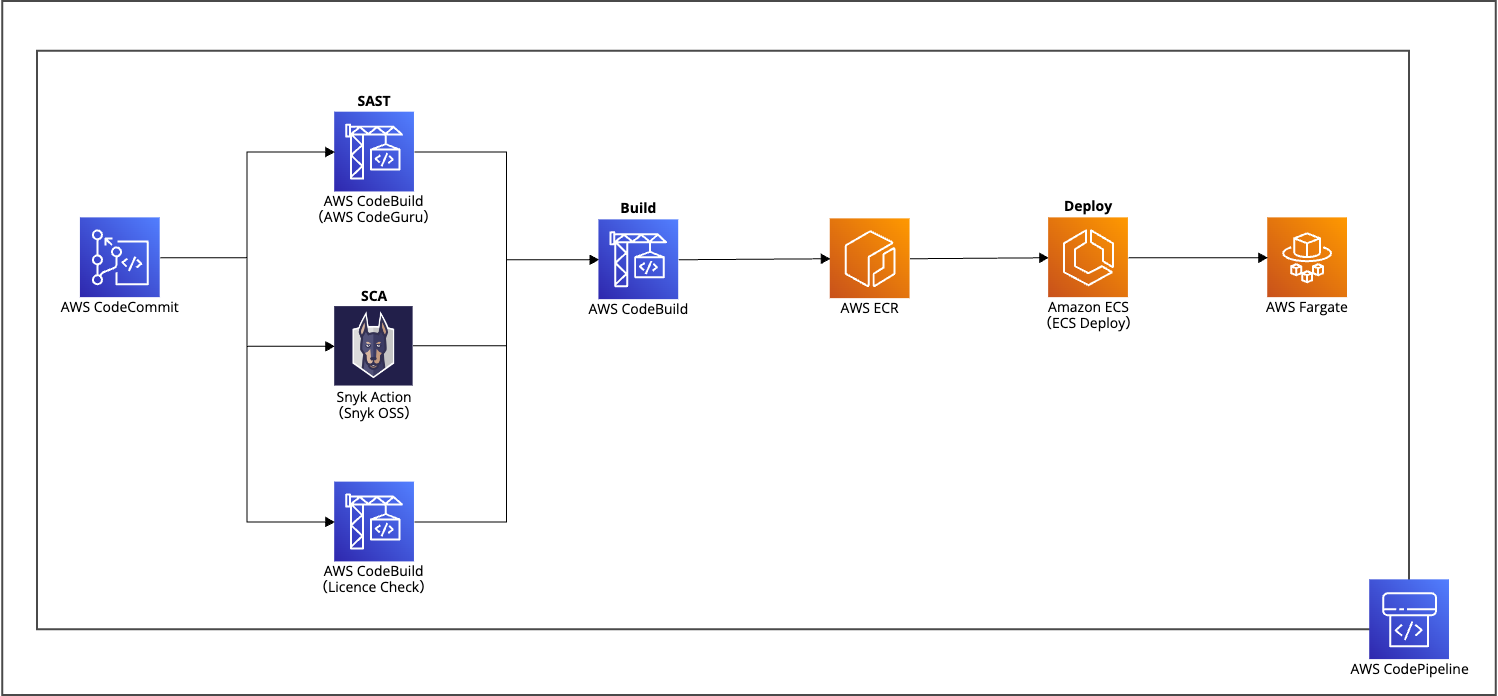 SAST
AWS CodeBuild
(AWS CodeGuru)
AWS CodeCommit
SCA
Snyk Action
(Snyk OSS)
AWS CodeBuild
(Licence Check)
Build
AWS CodeBuild
AWS ECR
Deploy
Amazon ECS
(ECS Deploy)
AWS Fargate
AWS CodePipeline